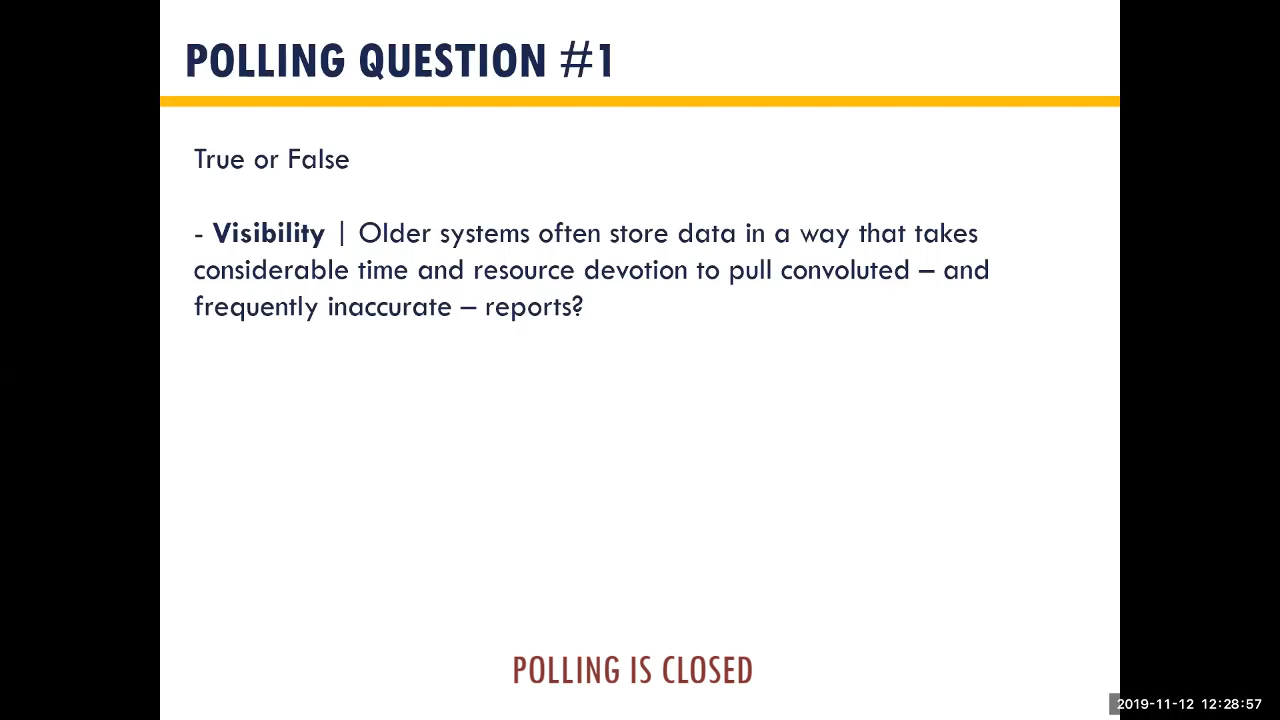 POLLING QUESTION #1
True or False
- Visibility | Older systems often store data in a way that takes
considerable time and resource devotion to pull convoluted – and
frequently inaccurate – reports?
POLLING IS CLOSED
2019-11-12 12:28:57